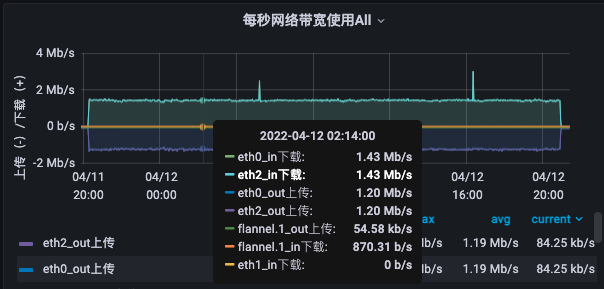 每秒网络带宽使用All
上传 (-) /下载 (+)
4 Mb/s
2 Mb/s
0 b/s
-2 Mb/s
04/11 20:00
04/12 00:00
04/12 16:00
04/12 20:00
2022-04-12 02:14:00
eth0_in下载: 1.43 Mb/s
eth2_in下载: 1.43 Mb/s
eth0_out上传: 1.20 Mb/s
eth2_out上传: 1.20 Mb/s
flannel.1_out上传: 54.58 kb/s
flannel.1_in下载: 870.31 b/s
eth1_in下载: 0 b/s
avg current
eth2_out上传 1.19 Mb/s 84.25 kb/s
eth0_out上传 1.19 Mb/s 84.25 kb/s